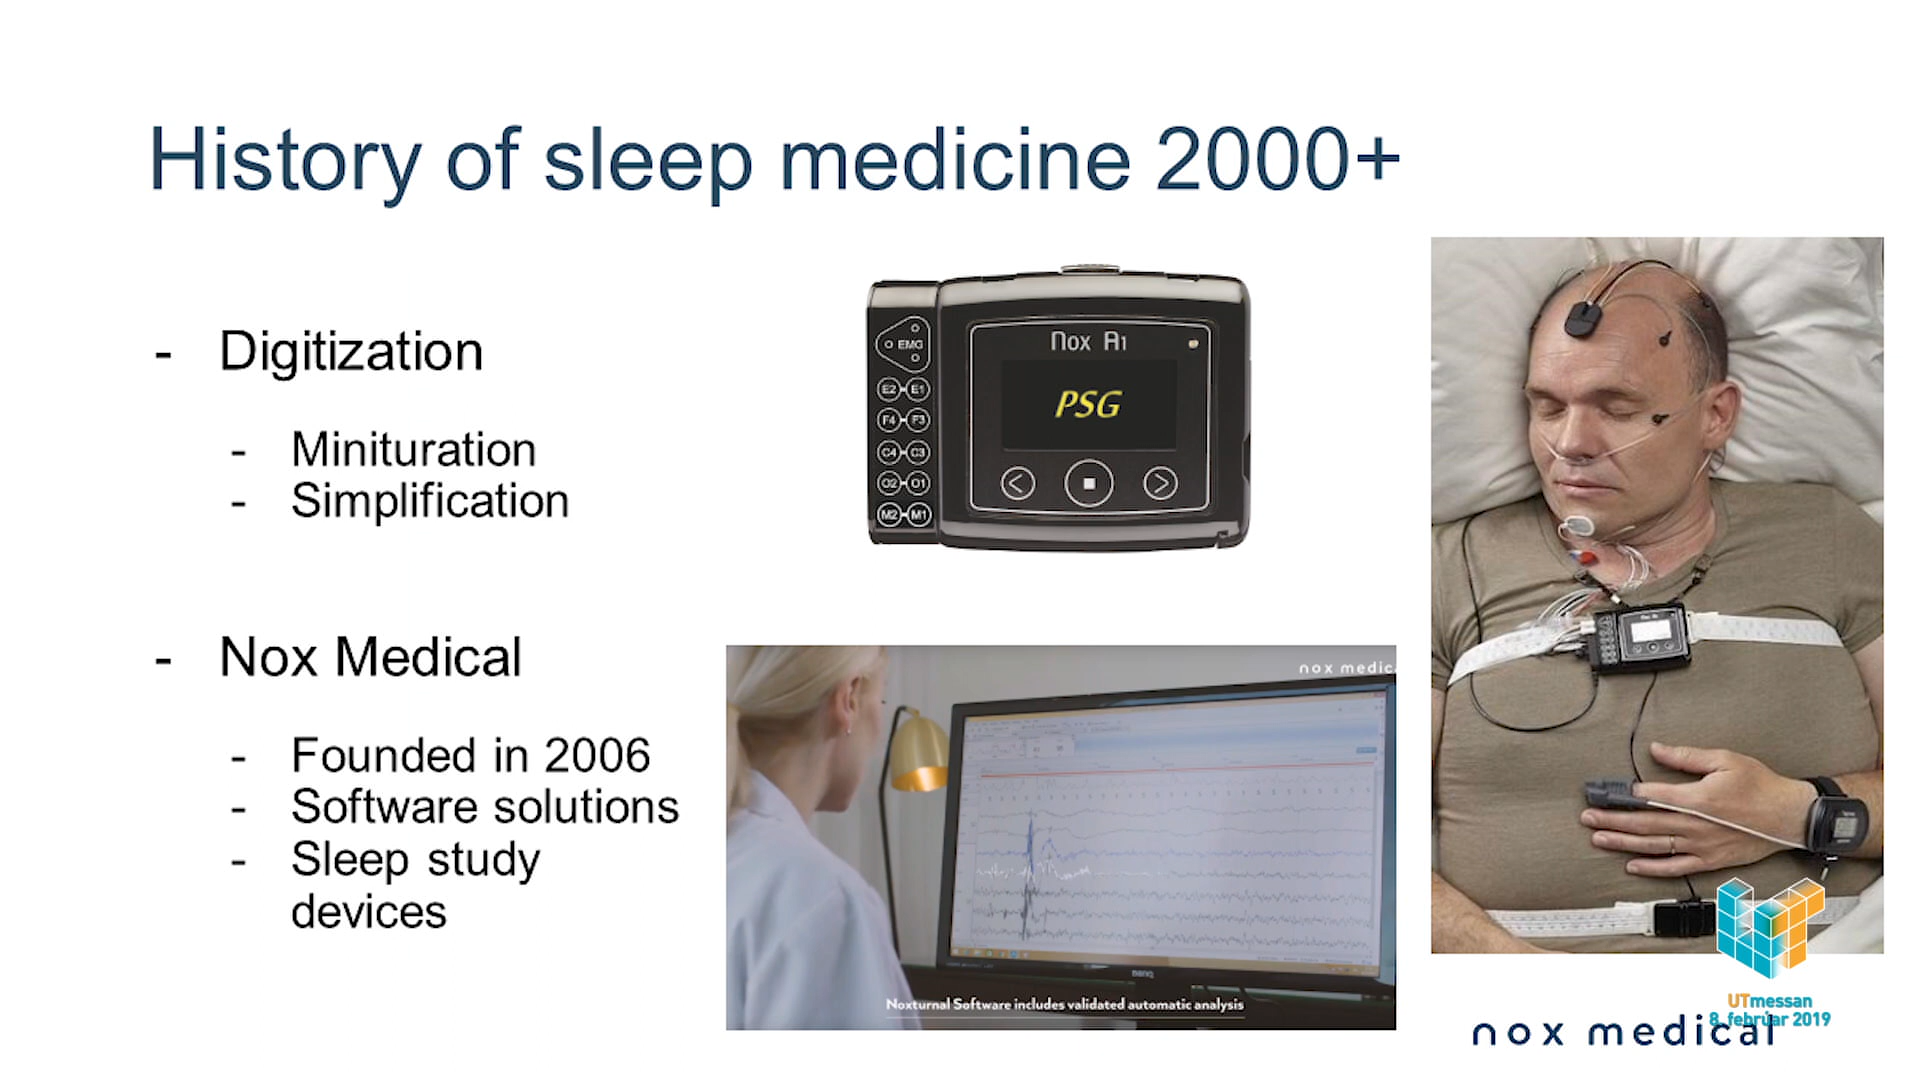 History of sleep medicine 2000+
- Digitization
- Minituration
- Simplification
- Nox Medical
- Founded in 2006
- Software solutions
- Sleep study
devices
Nox A1
PSG
EMG
E2 E1
F4 F3
C4 C3
O2 O1
M2 M1
nox medica
BenQ
Noxturnal Software includes validated automatic analysis
UTmessan
8. febrúar 2019
nox medical